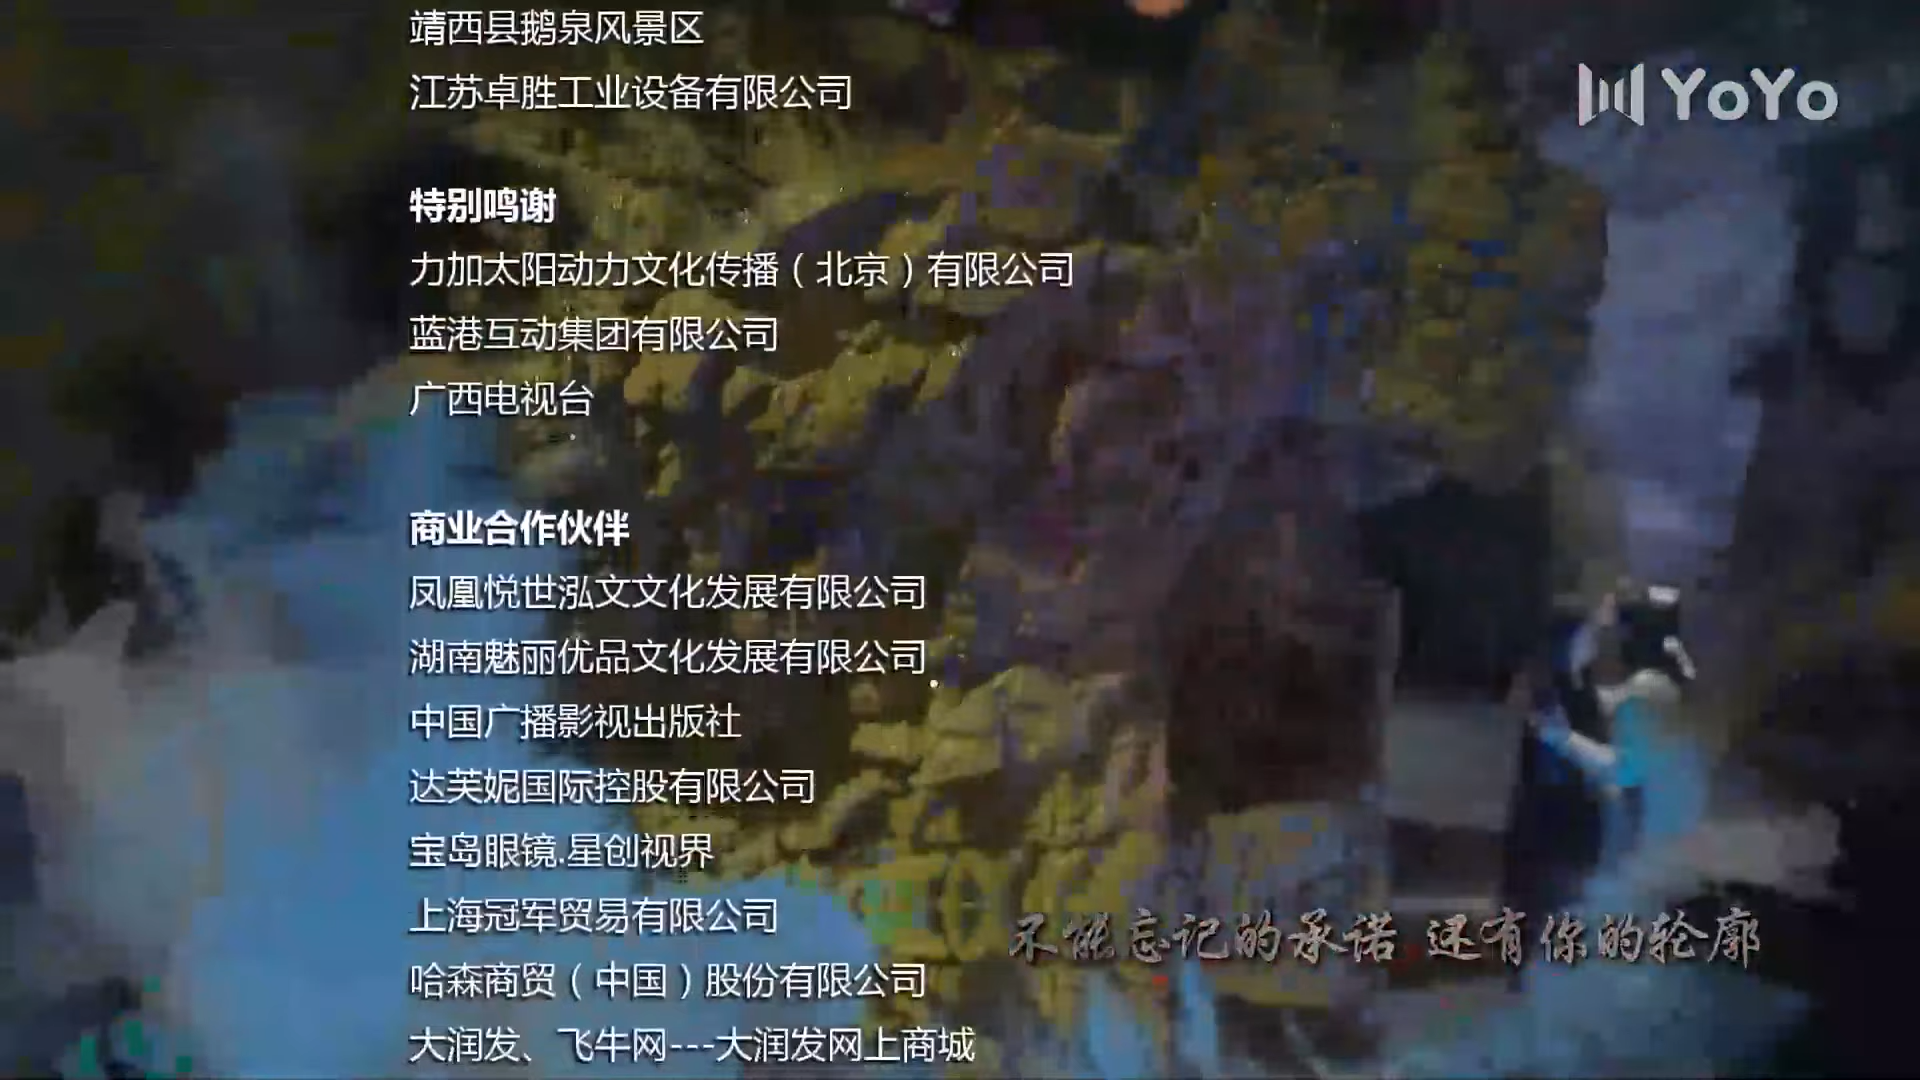 靖西县鹅泉风景区
江苏卓胜工业设备有限公司
YoYo
特别鸣谢
力加太阳动力文化传播（北京）有限公司
蓝港互动集团有限公司
广西电视台
商业合作伙伴
凤凰悦世泓文文化发展有限公司
湖南魅丽优品文化发展有限公司
中国广播影视出版社
达芙妮国际控股有限公司
宝岛眼镜.星创视界
上海冠军贸易有限公司
哈森商贸（中国）股份有限公司
不能忘记的承诺 还有你的轮廓
大润发、飞牛网---大润发网上商城